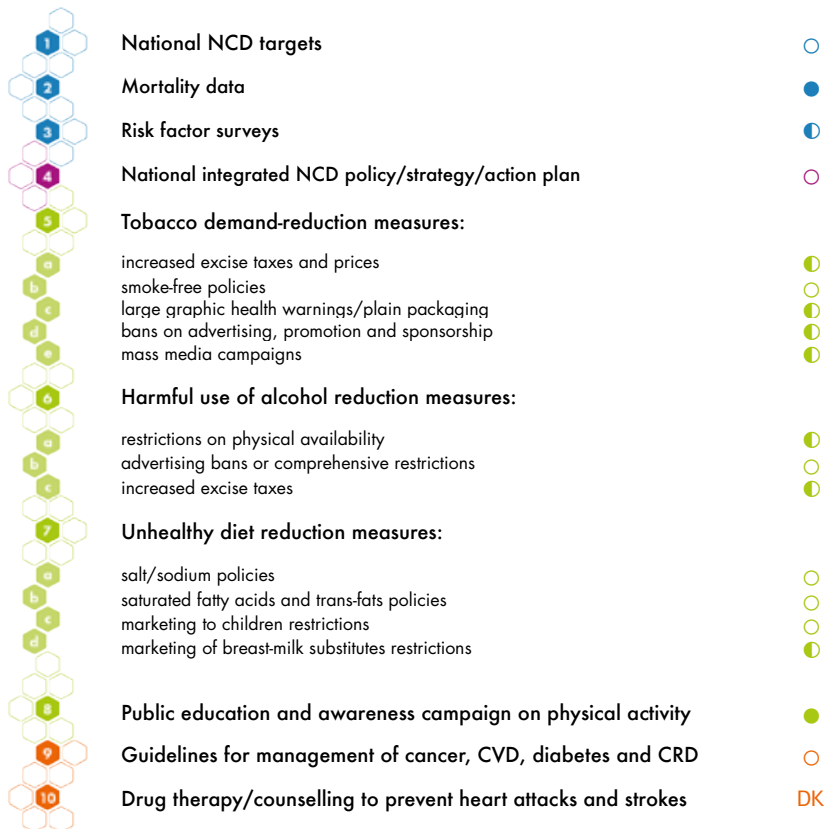 1 National NCD targets ○
2 Mortality data ●
3 Risk factor surveys ◐
4 National integrated NCD policy/strategy/action plan ○
5 Tobacco demand-reduction measures:
a increased excise taxes and prices ◐
b smoke-free policies ○
c large graphic health warnings/plain packaging ◐
d bans on advertising, promotion and sponsorship ◐
e mass media campaigns ◐
6 Harmful use of alcohol reduction measures:
a restrictions on physical availability ◐
b advertising bans or comprehensive restrictions ○
c increased excise taxes ◐
7 Unhealthy diet reduction measures:
a salt/sodium policies ○
b saturated fatty acids and trans-fats policies ○
c marketing to children restrictions ○
d marketing of breast-milk substitutes restrictions ◐
8 Public education and awareness campaign on physical activity ●
9 Guidelines for management of cancer, CVD, diabetes and CRD ○
10 Drug therapy/counselling to prevent heart attacks and strokes DK